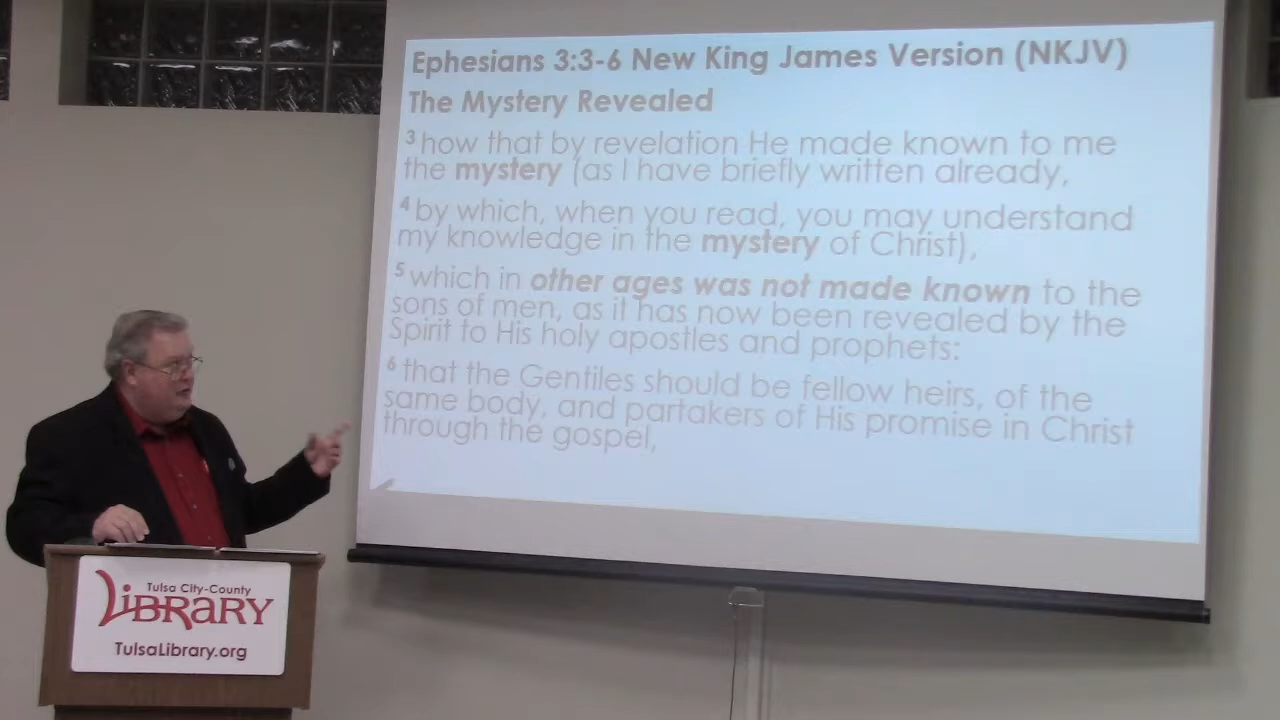 Ephesians 3:3-6 New King James Version (NKJV)
The Mystery Revealed
3 how that by revelation He made known to me
the mystery (as I have briefly written already,
4 by which, when you read, you may understand
my knowledge in the mystery of Christ),
5 which in other ages was not made known to the
sons of men, as it has now been revealed by the
Spirit to His holy apostles and prophets:
6 that the Gentiles should be fellow heirs, of the
same body, and partakers of His promise in Christ
through the gospel,
Tulsa City-County
LIBRARY
TulsaLibrary.org